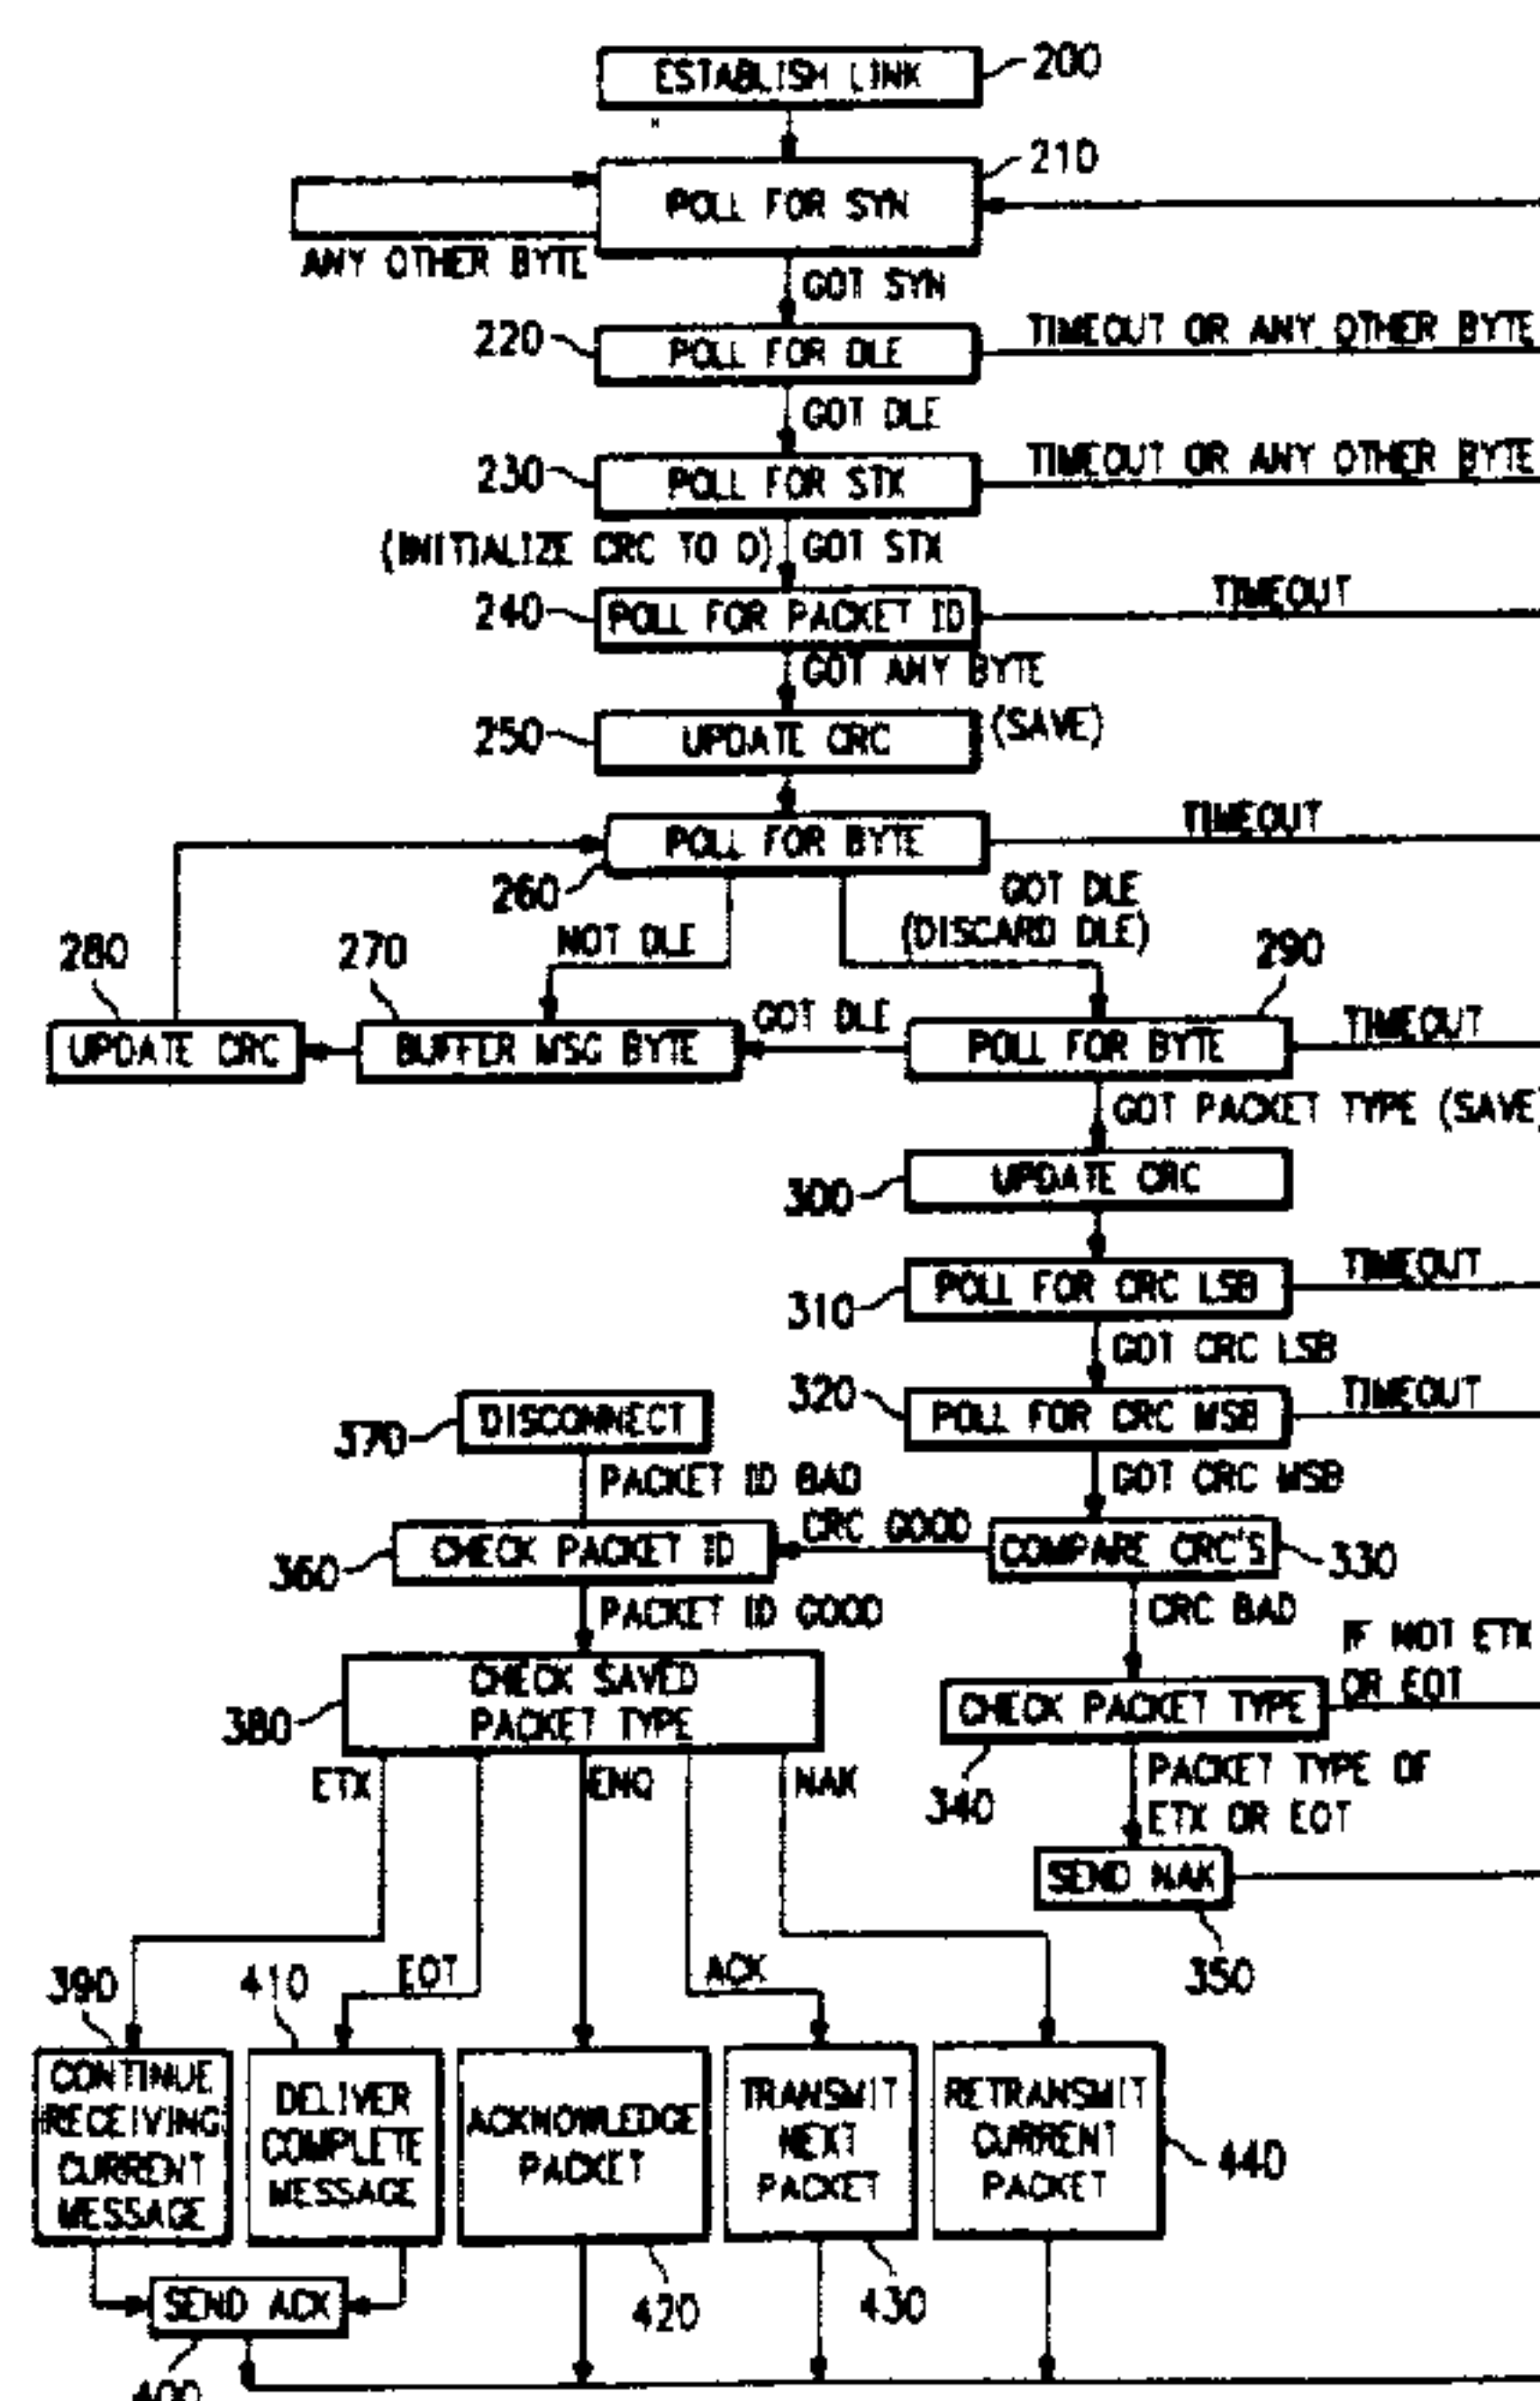 ESTABLISH LINK
200
210
POLL FOR SYN
ANY OTHER BYTE
GOT SYN
220
POLL FOR DLE
TIMEOUT OR ANY OTHER BYTE
GOT DLE
230
POLL FOR STX
TIMEOUT OR ANY OTHER BYTE
(INITIALIZE CRC TO 0)
GOT STX
240
POLL FOR PACKET ID
TIMEOUT
GOT ANY BYTE
250
UPDATE CRC
(SAVE)
POLL FOR BYTE
TIMEOUT
260
GOT DLE
(DISCARD DLE)
NOT DLE
280
270
290
GOT DLE
TIMEOUT
UPDATE CRC
BUFFER MSG BYTE
POLL FOR BYTE
GOT PACKET TYPE (SAVE
300
UPDATE CRC
310
POLL FOR CRC LSB
TIMEOUT
GOT CRC LSB
320
POLL FOR CRC MSB
TIMEOUT
370
DISCONNECT
GOT CRC MSB
PACKET ID BAD
CRC GOOD
360
CHECK PACKET ID
COMPARE CRC'S
330
PACKET ID GOOD
CRC BAD
IF NOT ETX
OR EOT
380
CHECK SAVED
PACKET TYPE
CHECK PACKET TYPE
340
ETX
ENQ
NAK
PACKET TYPE OF
ETX OR EOT
SEND NAK
350
390
410
EOT
ACK
CONTINUE
RECEIVING
CURRENT
MESSAGE
DELIVER
COMPLETE
MESSAGE
ACKNOWLEDGE
PACKET
TRANSMIT
NEXT
PACKET
RETRANSMIT
CURRENT
PACKET
440
SEND ACK
420
430
400